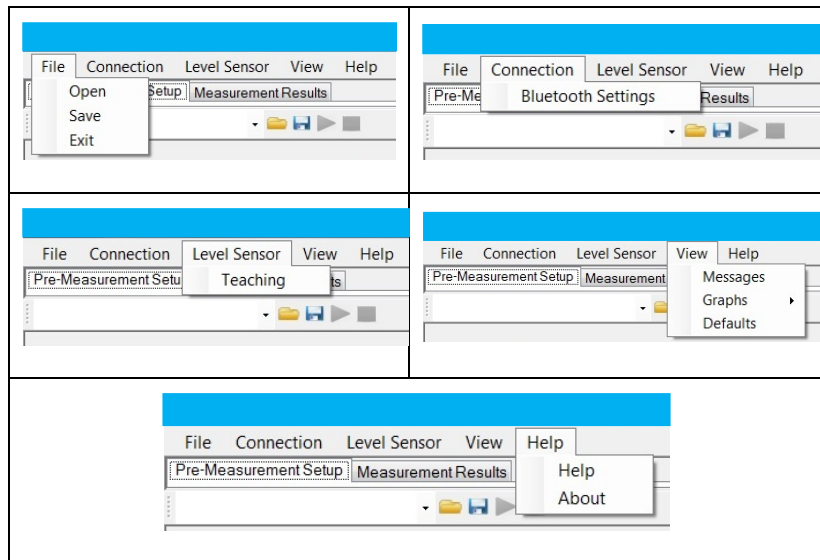 File Connection Level Sensor View Help
Open Setup Measurement Results
Save
Exit
File Connection Level Sensor View Help
Pre-Me Bluetooth Settings Results
File Connection Level Sensor View Help
Pre-Measurement Setu Teaching ts
File Connection Level Sensor View Help
Pre-Measurement Setup Measurement Messages
Graphs
Defaults
File Connection Level Sensor View Help
Pre-Measurement Setup Measurement Results Help
About